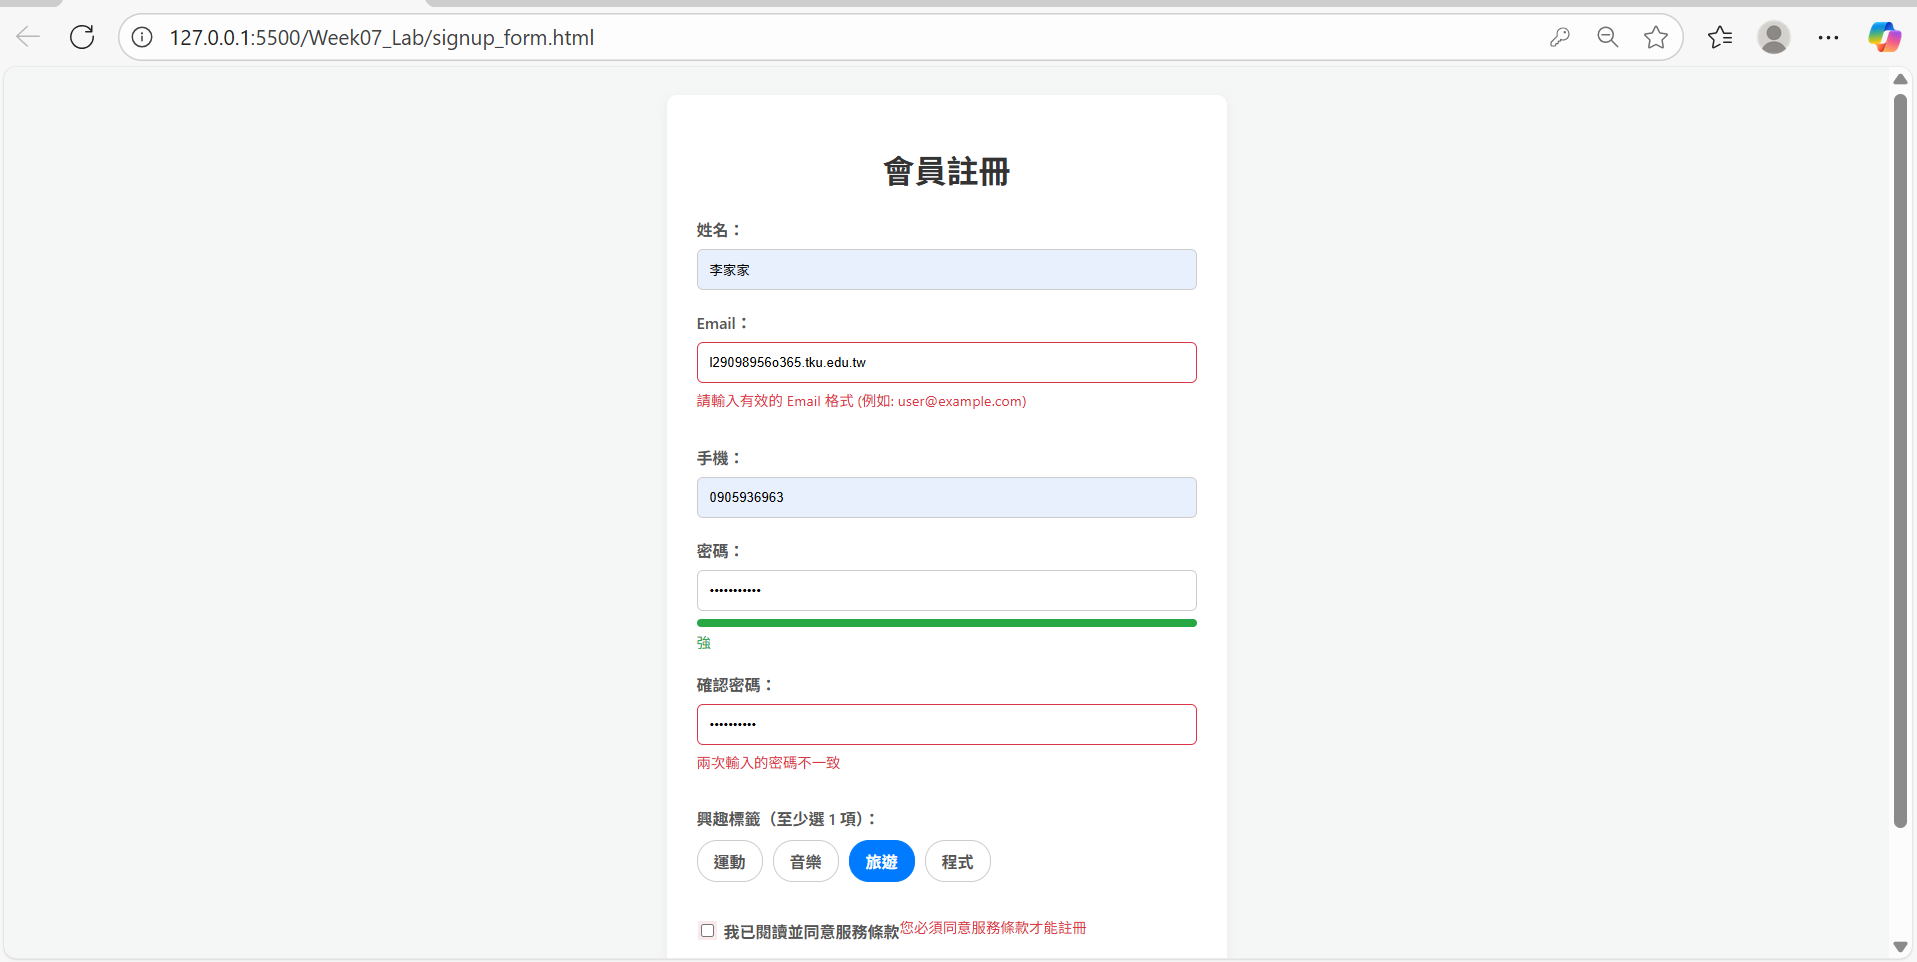 127.0.0.1:5500/Week07_Lab/signup_form.html
會員註冊
姓名：
李家家
Email：
l29098956o365.tku.edu.tw
請輸入有效的 Email 格式 (例如: user@example.com)
手機：
0905936963
密碼：
•••••••••••
強
確認密碼：
••••••••••
兩次輸入的密碼不一致
興趣標籤（至少選 1 項）：
運動 音樂 旅遊 程式
我已閱讀並同意服務條款您必須同意服務條款才能註冊